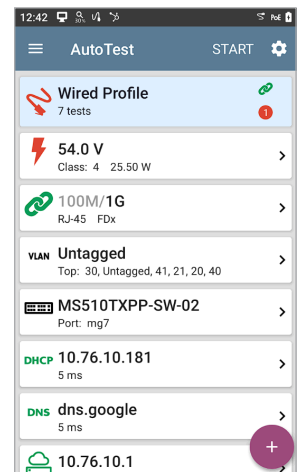 12:42 30% PoE
AutoTest START
Wired Profile
7 tests 1
54.0 V
Class: 4 25.50 W
100M/1G
RJ-45 FDx
VLAN Untagged
Top: 30, Untagged, 41, 21, 20, 40
MS510TXPP-SW-02
Port: mg7
DHCP 10.76.10.181
5 ms
DNS dns.google
5 ms
10.76.10.1